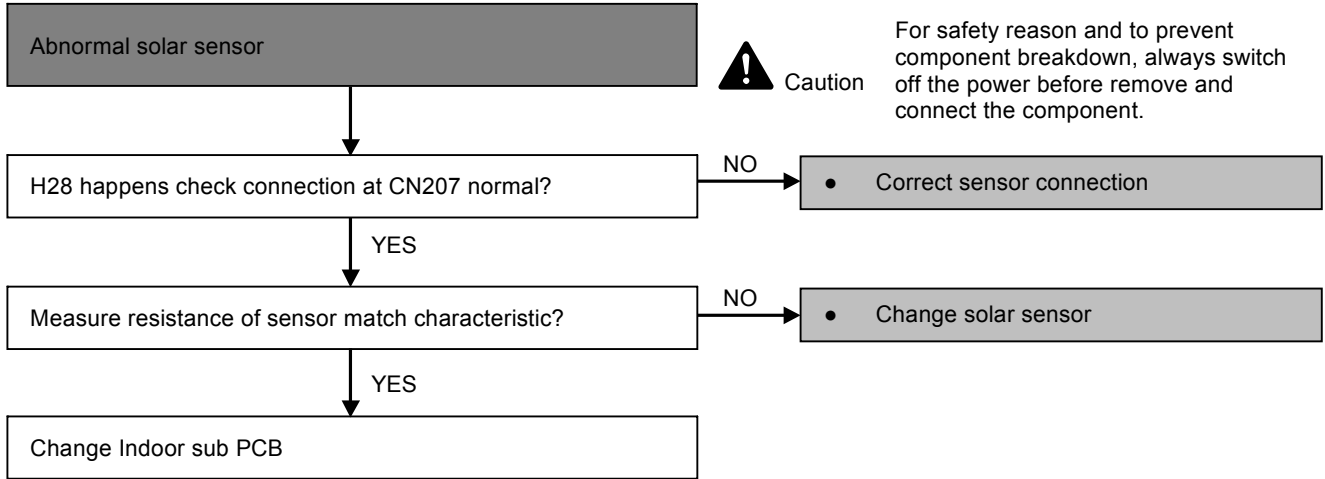 Abnormal solar sensor
Caution
For safety reason and to prevent
component breakdown, always switch
off the power before remove and
connect the component.
H28 happens check connection at CN207 normal?
NO
● Correct sensor connection
YES
Measure resistance of sensor match characteristic?
NO
● Change solar sensor
YES
Change Indoor sub PCB